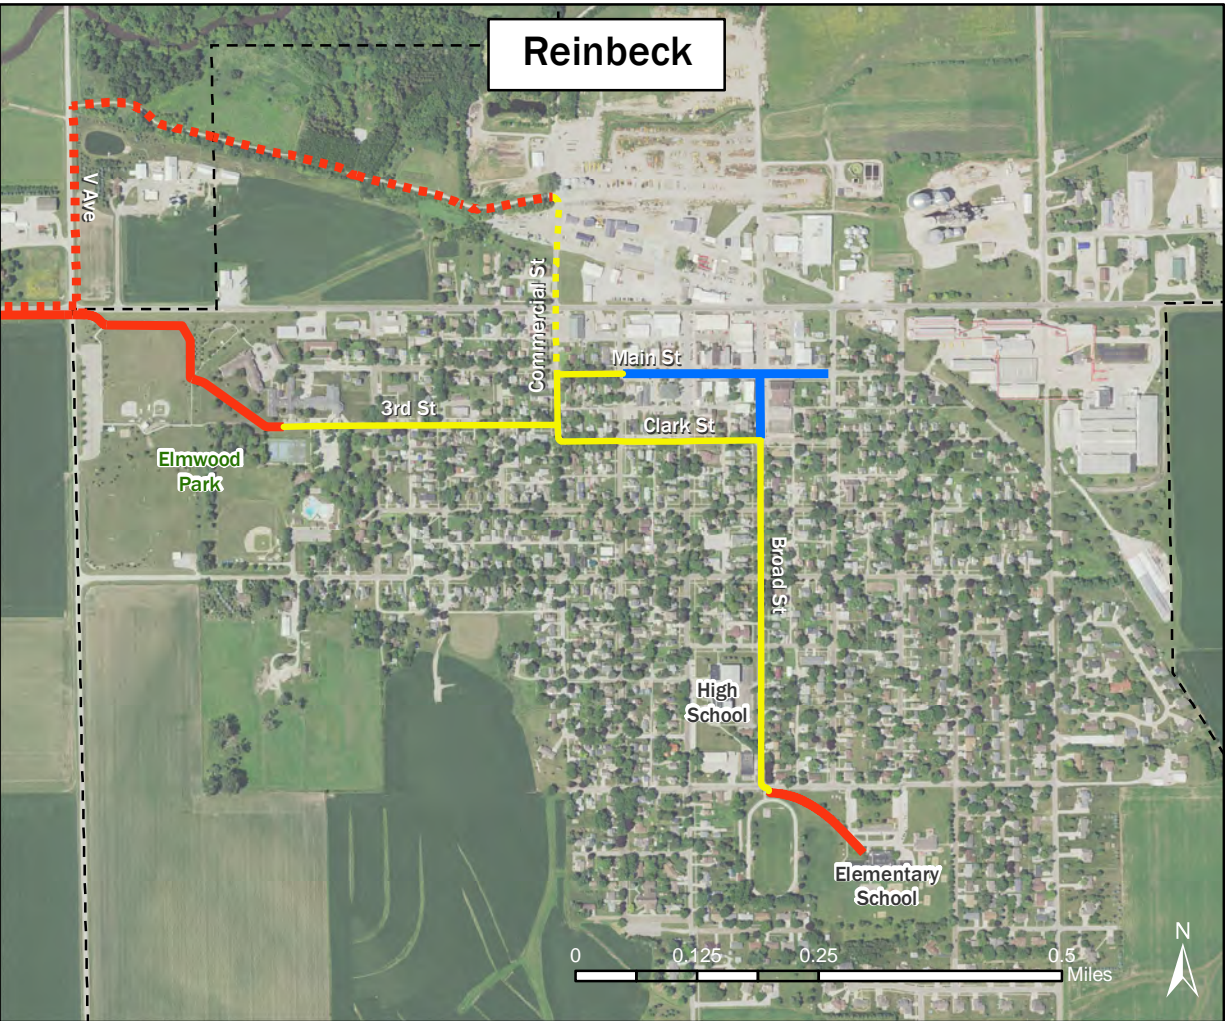 Reinbeck
V Ave
Commercial St
Main St
3rd St
Clark St
Elmwood
Park
Broad St
High
School
Elementary
School
N
0 0.125 0.25 0.5
Miles